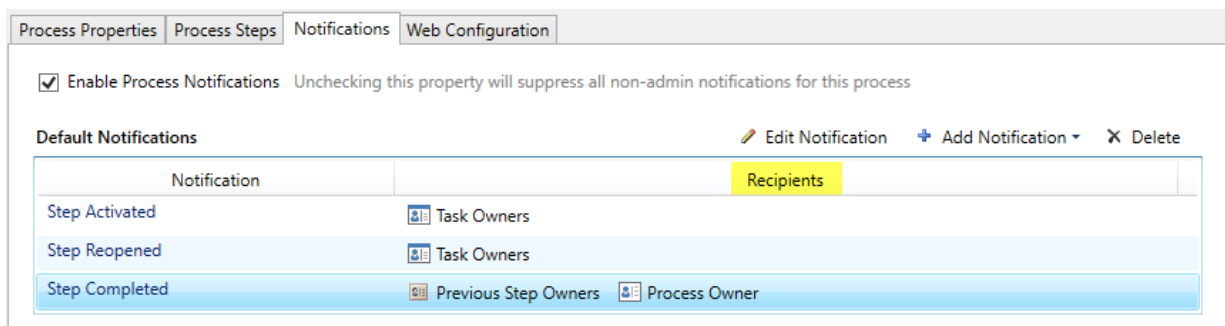 Process Properties Process Steps Notifications Web Configuration
Enable Process Notifications Unchecking this property will suppress all non-admin notifications for this process
Default Notifications Edit Notification Add Notification Delete
Notification Recipients
Step Activated Task Owners
Step Reopened Task Owners
Step Completed Previous Step Owners Process Owner